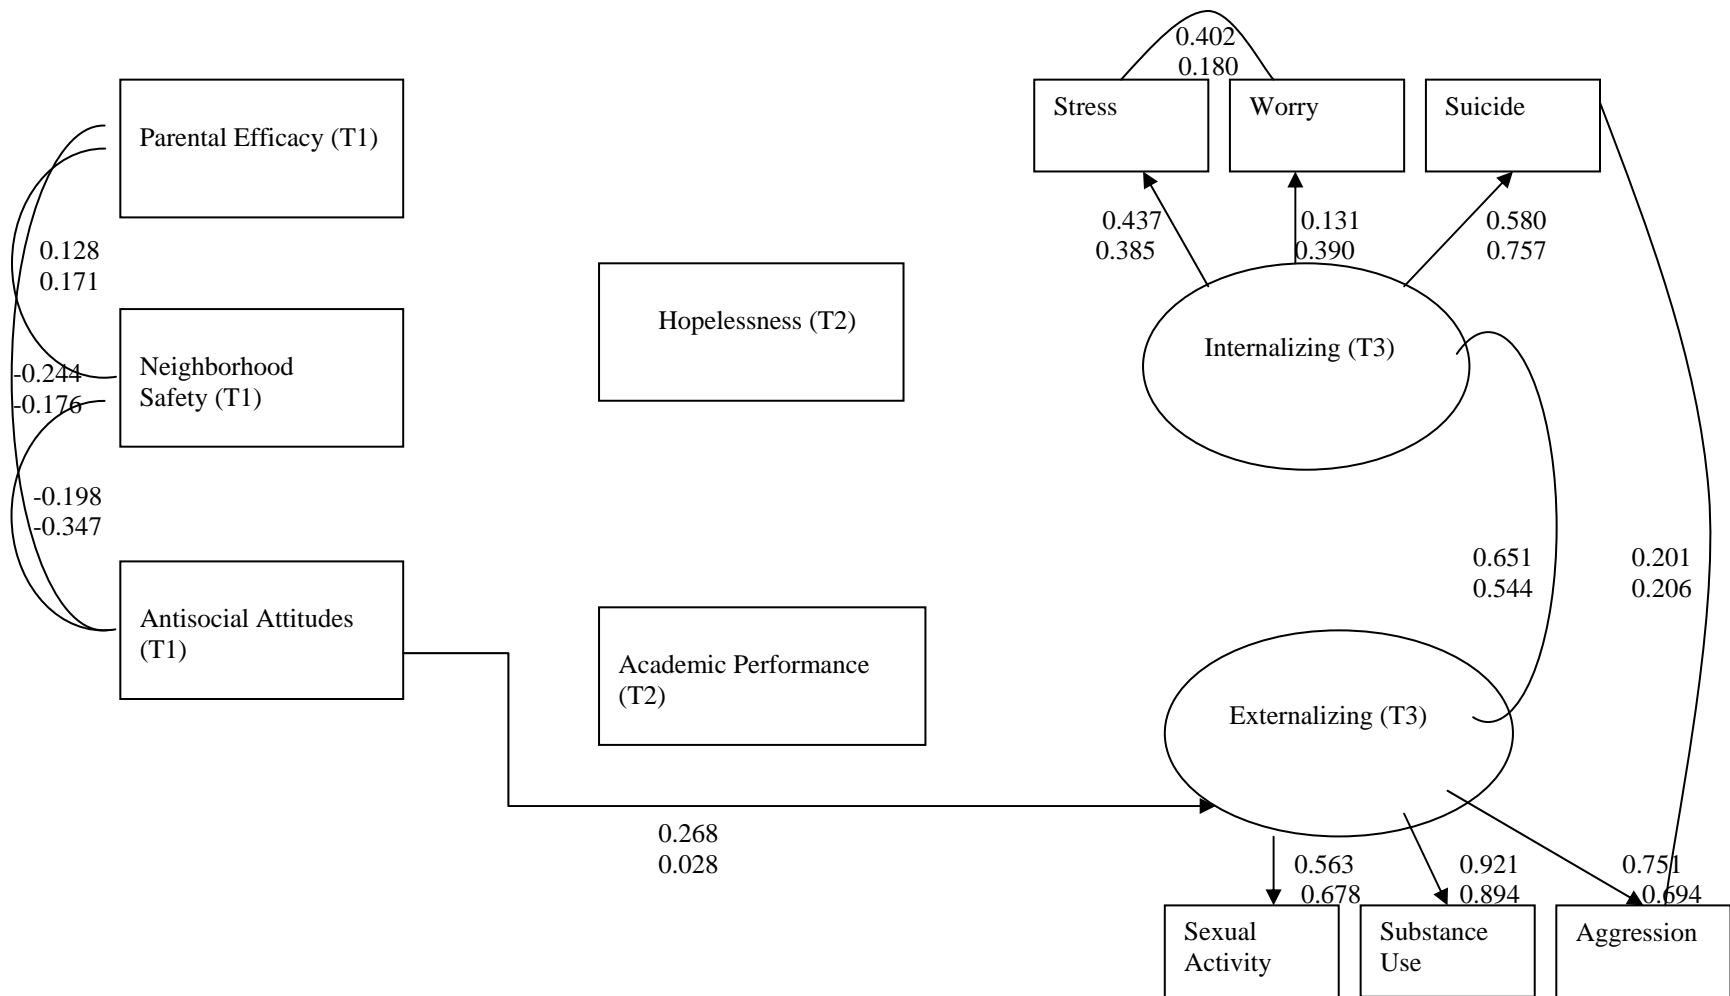 0.402
0.180
Stress
Worry
Suicide
Parental Efficacy (T1)
0.437
0.385
0.131
0.390
0.580
0.757
0.128
0.171
Hopelessness (T2)
Internalizing (T3)
Neighborhood
Safety (T1)
-0.244
-0.176
-0.198
-0.347
0.651
0.544
0.201
0.206
Antisocial Attitudes
(T1)
Academic Performance
(T2)
Externalizing (T3)
0.268
0.028
0.563
0.678
0.921
0.894
0.751
0.694
Sexual
Activity
Substance
Use
Aggression